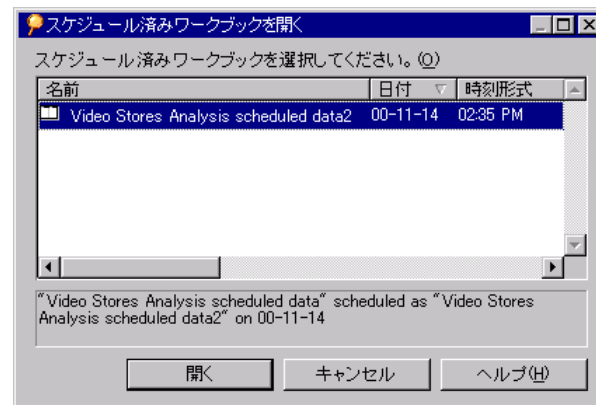 スケジュール済みワークブックを開く
スケジュール済みワークブックを選択してください。(O)
名前 日付 時刻形式
Video Stores Analysis scheduled data2 00-11-14 02:35 PM
"Video Stores Analysis scheduled data" scheduled as "Video Stores
Analysis scheduled data2" on 00-11-14
開く キャンセル ヘルプ(H)